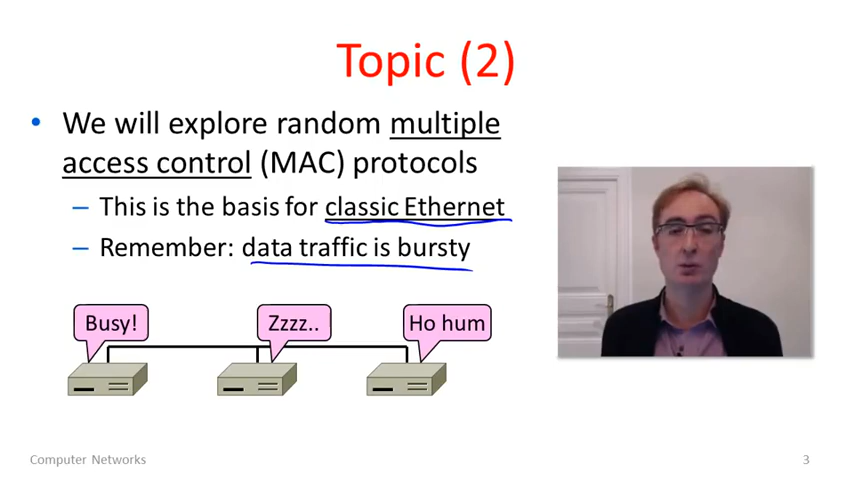 Topic (2)
• We will explore random multiple
access control (MAC) protocols
– This is the basis for classic Ethernet
– Remember: data traffic is bursty
Busy!
Zzzz..
Ho hum
Computer Networks
3